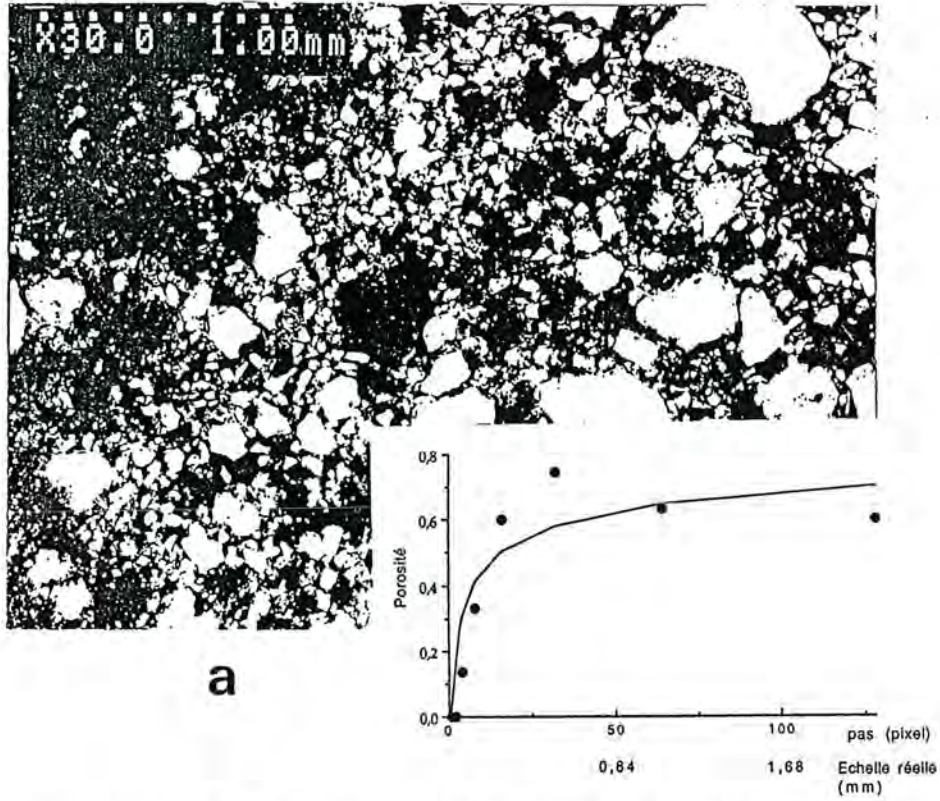 X30.0 1.00mm
a
Porosité
0,8
0,6
0,4
0,2
0,0
0 50 100
pas (pixel)
0,84 1,68 Echelle réelle
(mm)